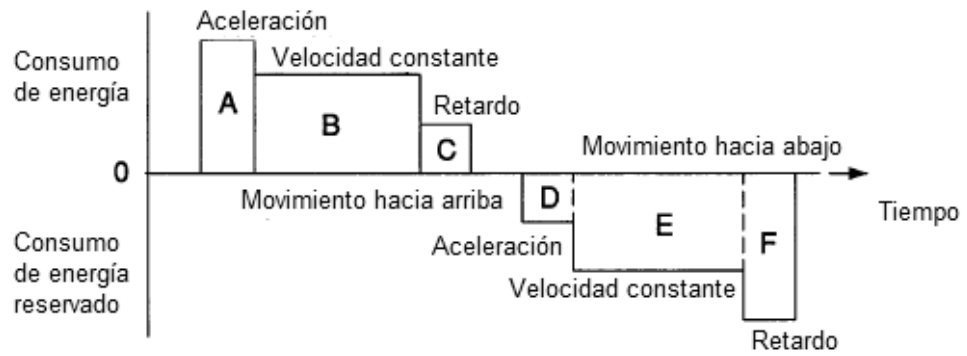 Aceleración
Consumo
de energía
Velocidad constante
A
B
Retardo
C
Movimiento hacia abajo
0
Movimiento hacia arriba
D
E
F
Tiempo
Consumo
de energía
reservado
Aceleración
Velocidad constante
Retardo